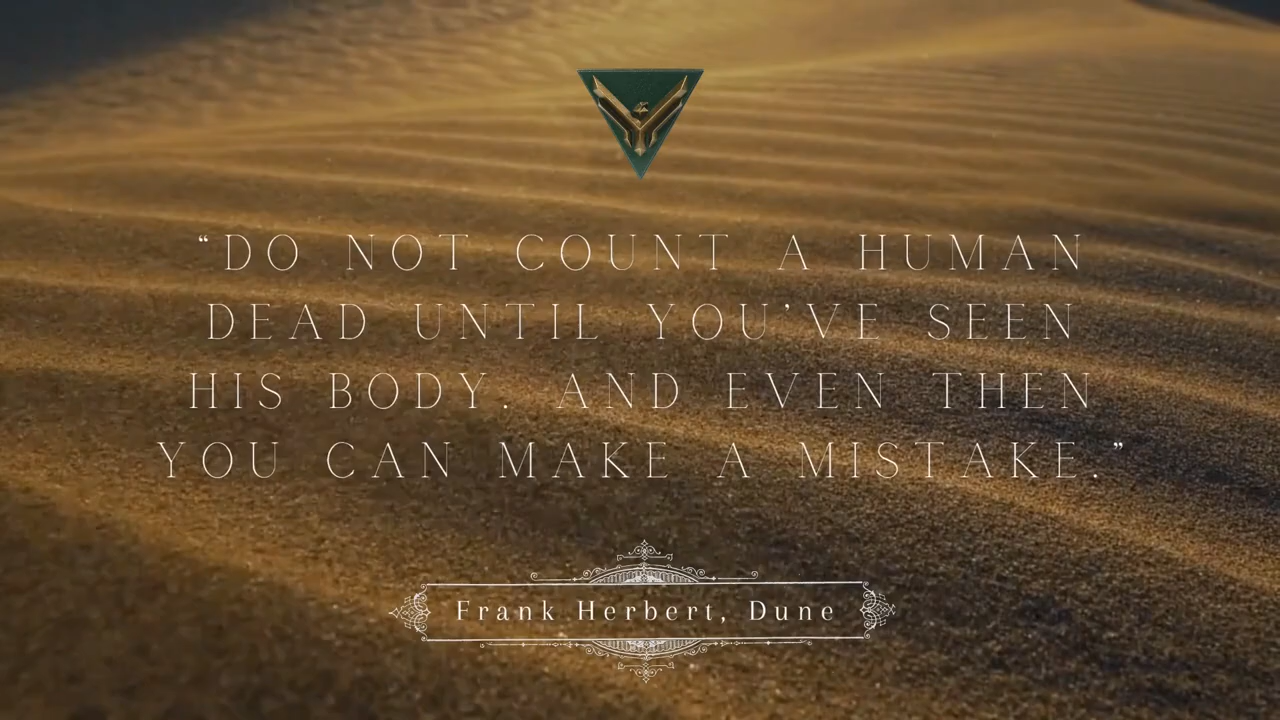 “DO NOT COUNT A HUMAN
DEAD UNTIL YOU’VE SEEN
HIS BODY. AND EVEN THEN
YOU CAN MAKE A MISTAKE.”
Frank Herbert, Dune